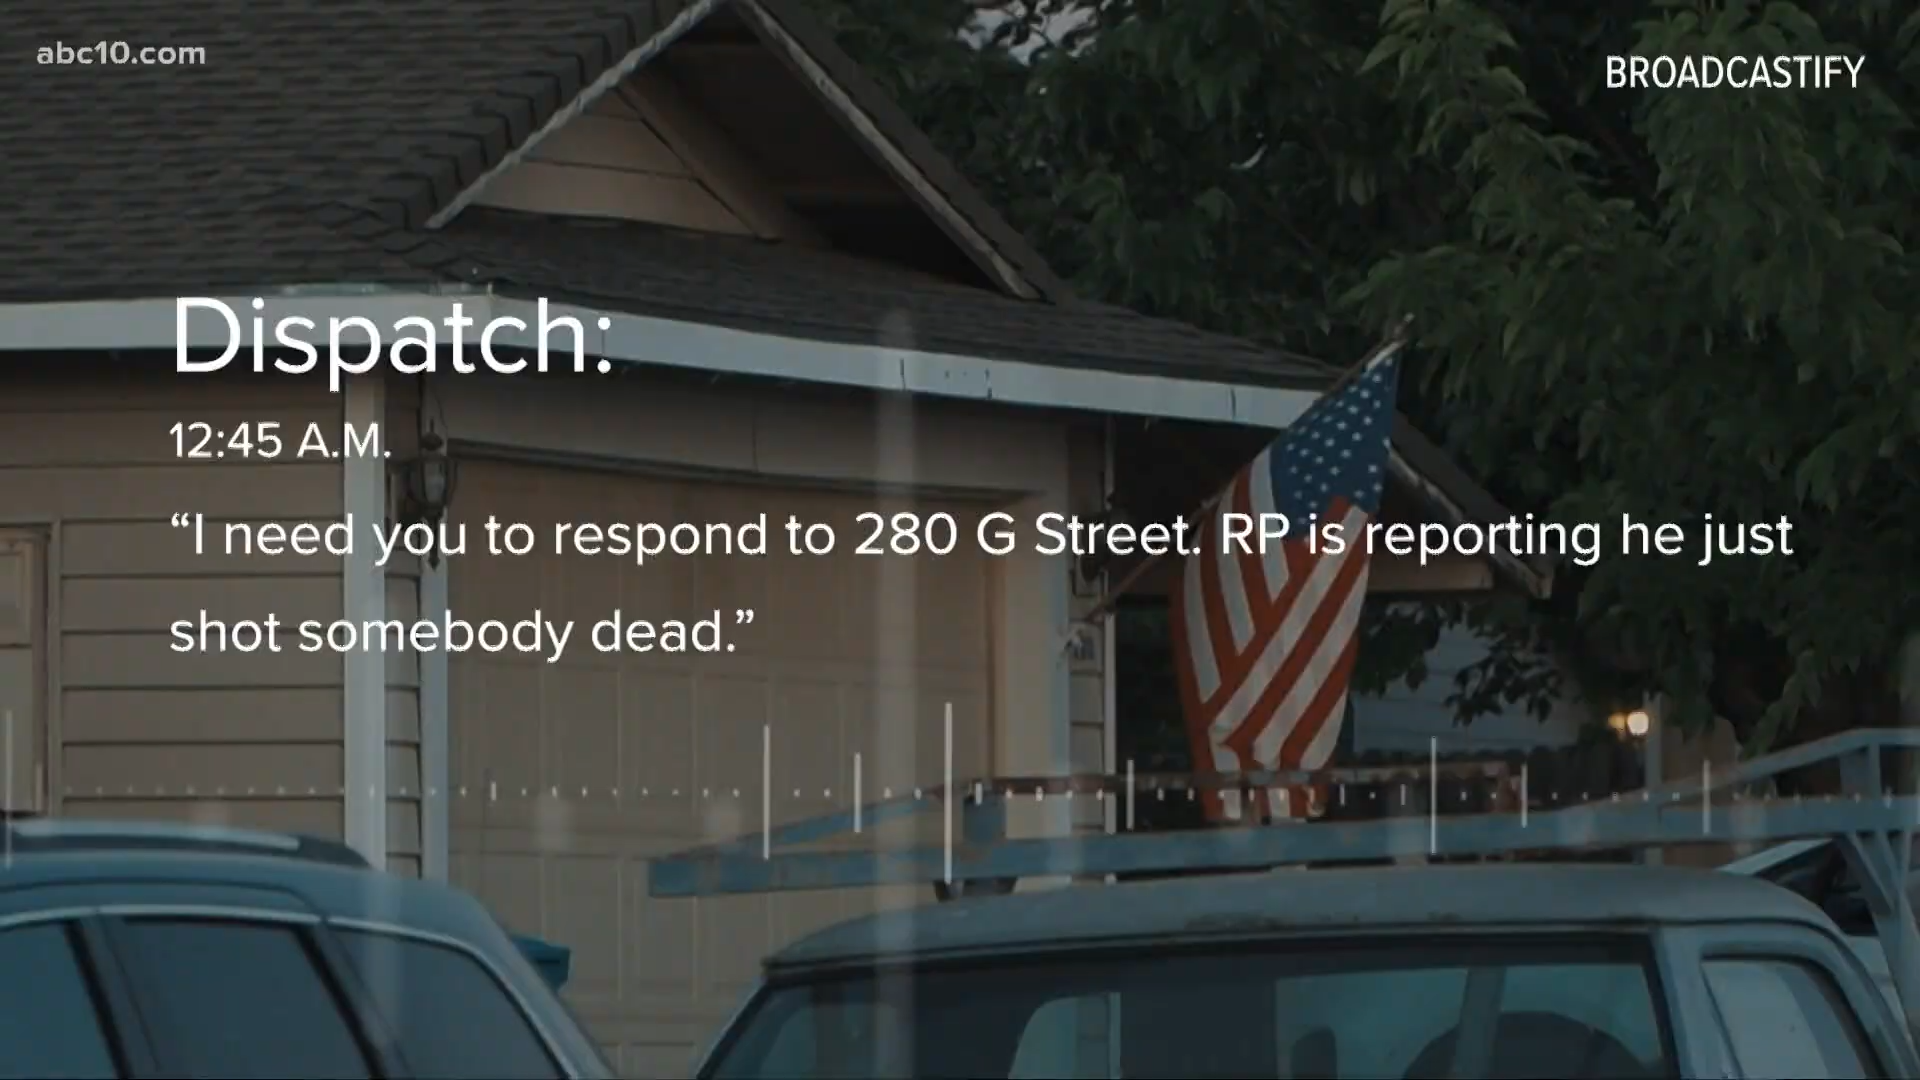 abc10.com
BROADCASTIFY
Dispatch:
12:45 A.M.
“I need you to respond to 280 G Street. RP is reporting he just
shot somebody dead.”